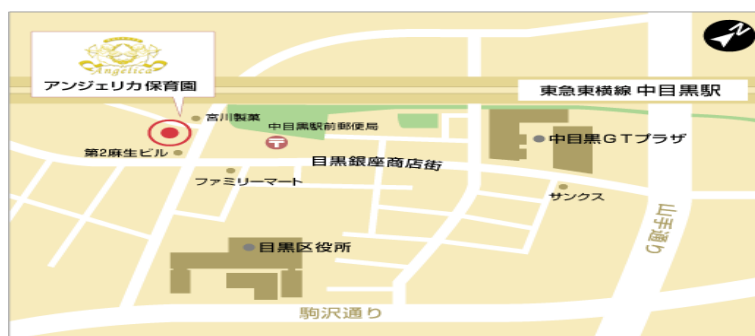 N
Angelica
アンジェリカ保育園
東急東横線 中目黒駅
宮川製菓
中目黒駅前郵便局
中目黒GTプラザ
第2麻生ビル
目黒銀座商店街
ファミリーマート
サンクス
山手通り
目黒区役所
駒沢通り